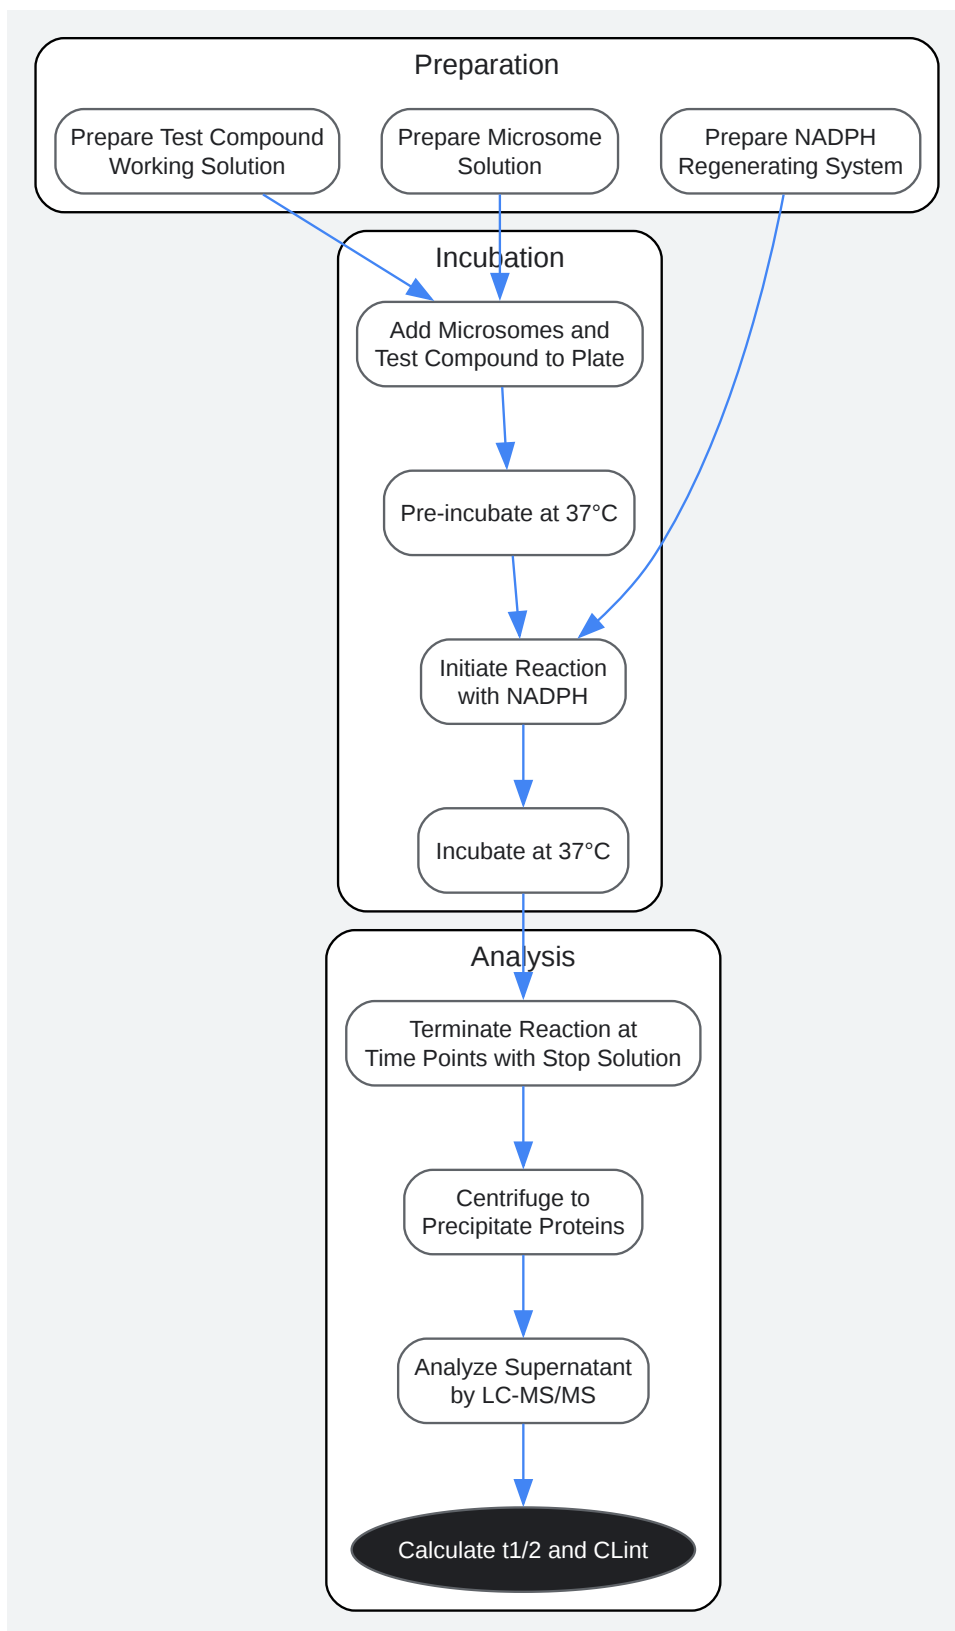 Preparation
Prepare Test Compound
Working Solution
Prepare Microsome
Solution
Prepare NADPH
Regenerating System
Incubation
Add Microsomes and
Test Compound to Plate
Pre-incubate at 37°C
Initiate Reaction
with NADPH
Incubate at 37°C
Analysis
Terminate Reaction at
Time Points with Stop Solution
Centrifuge to
Precipitate Proteins
Analyze Supernatant
by LC-MS/MS
Calculate t1/2 and CLint